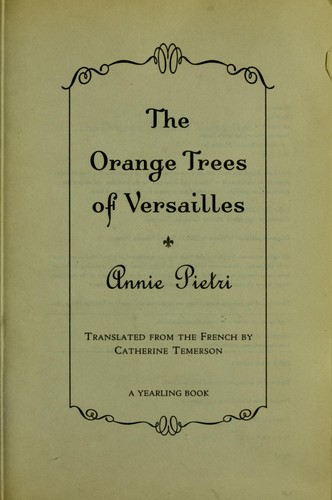 The
Orange Trees
of Versailles
Annie Pietri
TRANSLATED FROM THE FRENCH BY
CATHERINE TEMERSON
A YEARLING BOOK